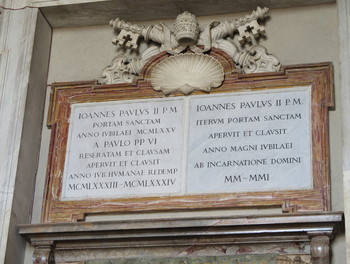 IOANNES PAVLVS II P.M.
PORTAM SANCTAM
ANNO IVBILAEI MCMLXXV
A PAVLO PP VI
RESERATAM ET CLAVSAM
APERVIT ET CLAVSIT
ANNO IVB HVMANAE REDEMP
MCMLXXXIII–MCMLXXXIV
IOANNES PAVLVS II P.M.
ITERVM PORTAM SANCTAM
APERVIT ET CLAVSIT
ANNO MAGNI IVBILAEI
AB INCARNATIONE DOMINI
MM–MMI